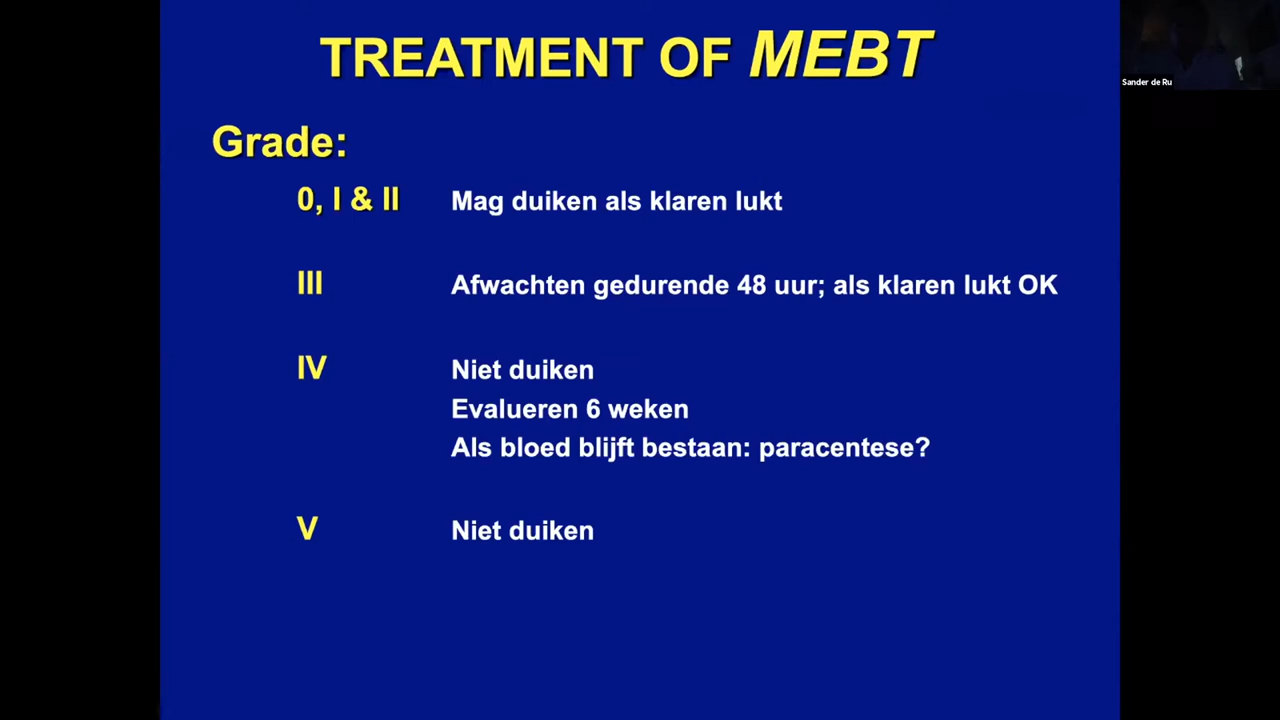 TREATMENT OF MEBT
Sander de Ru
Grade:
0, I & II Mag duiken als klaren lukt
III Afwachten gedurende 48 uur; als klaren lukt OK
IV Niet duiken
Evalueren 6 weken
Als bloed blijft bestaan: paracentese?
V Niet duiken